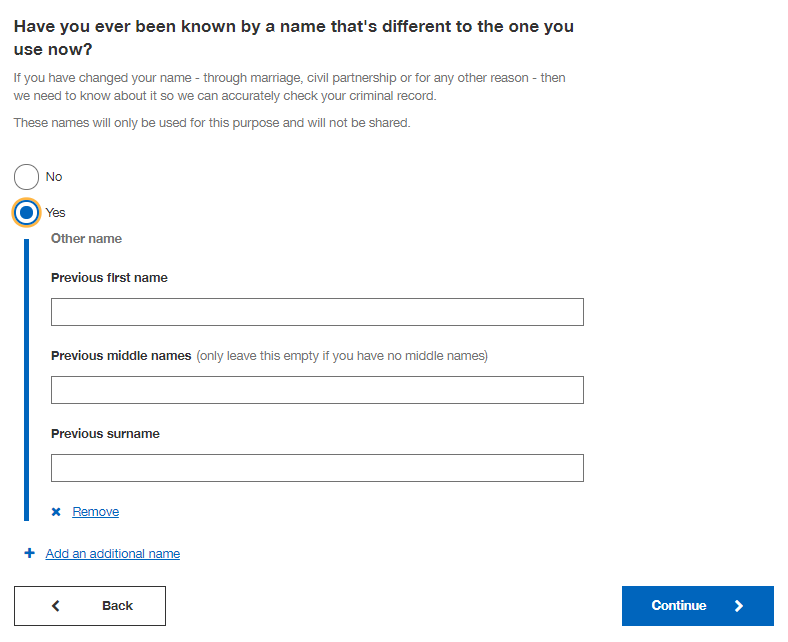 Have you ever been known by a name that's different to the one you
use now?
If you have changed your name - through marriage, civil partnership or for any other reason - then
we need to know about it so we can accurately check your criminal record.
These names will only be used for this purpose and will not be shared.
No
Yes
Other name
Previous first name
Previous middle names (only leave this empty if you have no middle names)
Previous surname
Remove
Add an additional name
Back
Continue